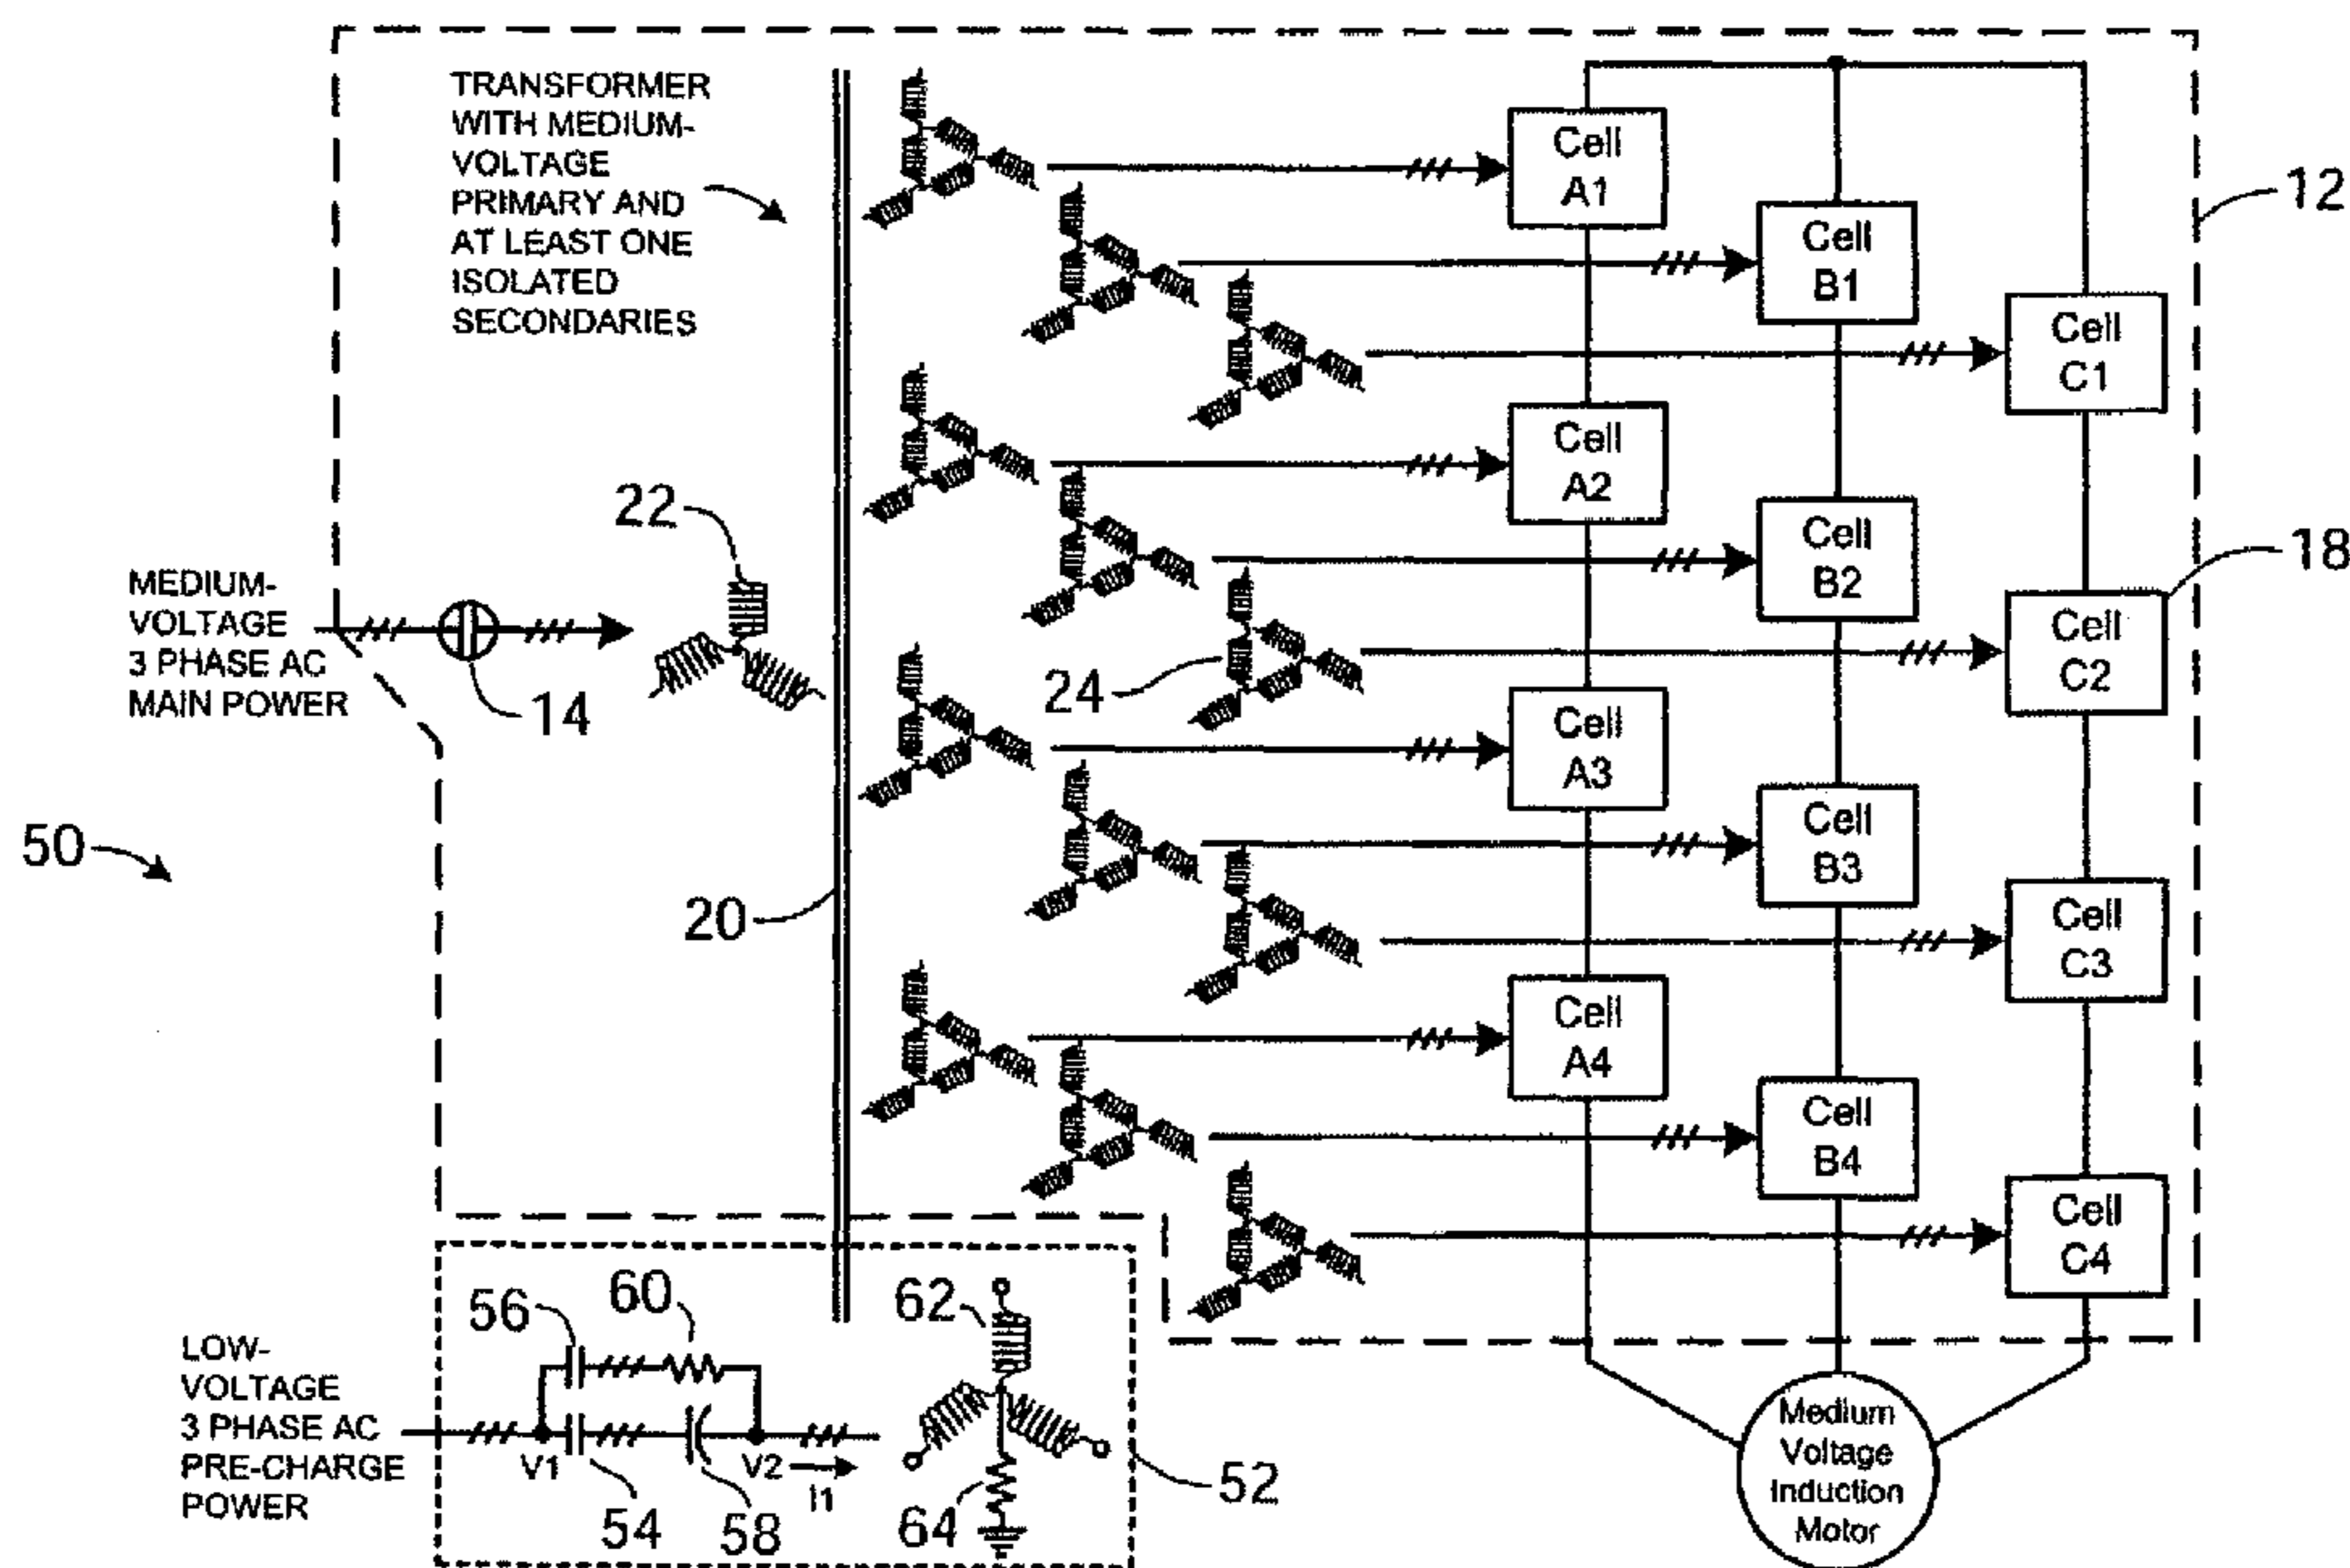 TRANSFORMER
WITH MEDIUM-
VOLTAGE
PRIMARY AND
AT LEAST ONE
ISOLATED
SECONDARIES
Cell
A1
Cell
B1
Cell
C1
12
Cell
A2
Cell
B2
Cell
C2
18
22
24
MEDIUM-
VOLTAGE
3 PHASE AC
MAIN POWER
14
Cell
A3
Cell
B3
Cell
C3
50
20
Cell
A4
Cell
B4
Cell
C4
56
60
62
LOW-
VOLTAGE
3 PHASE AC
PRE-CHARGE
POWER
V1
V2
I1
54
58
64
52
Medium
Voltage
Induction
Motor